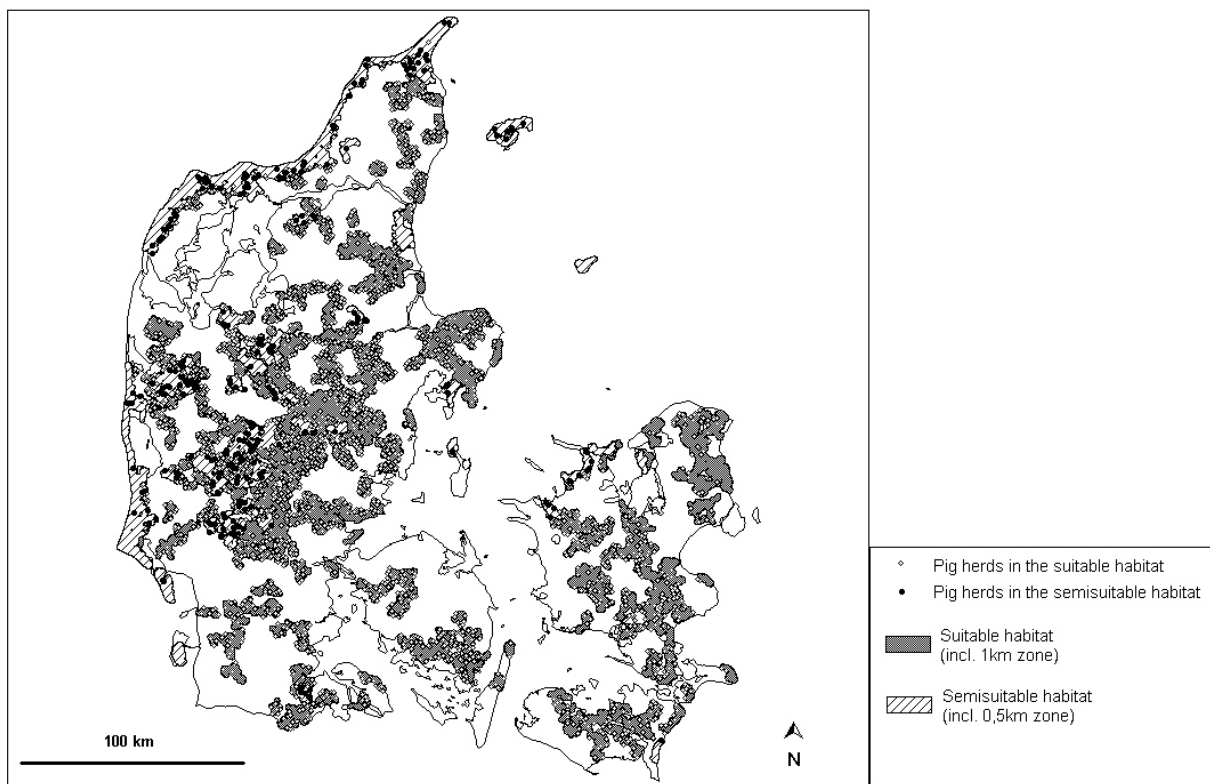 100 km
N
Pig herds in the suitable habitat
Pig herds in the semisuitable habitat
Suitable habitat
(incl. 1km zone)
Semisuitable habitat
(incl. 0,5km zone)